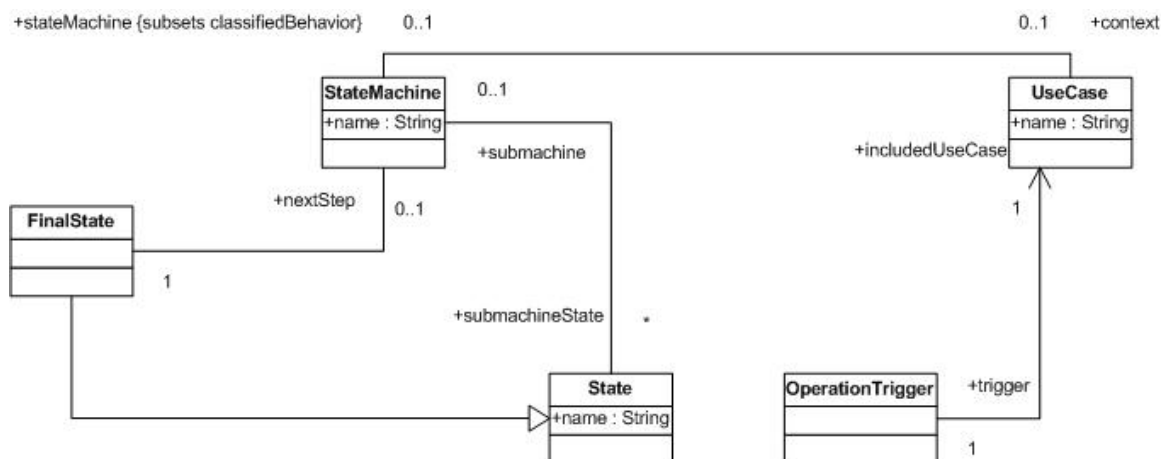 +stateMachine {subsets classifiedBehavior} 0..1 0..1 +context
StateMachine
+name : String
0..1
UseCase
+name : String
+submachine
+includedUseCase
+nextStep
0..1
1
FinalState
1
+submachineState *
State
+name : String
OperationTrigger
+trigger
1